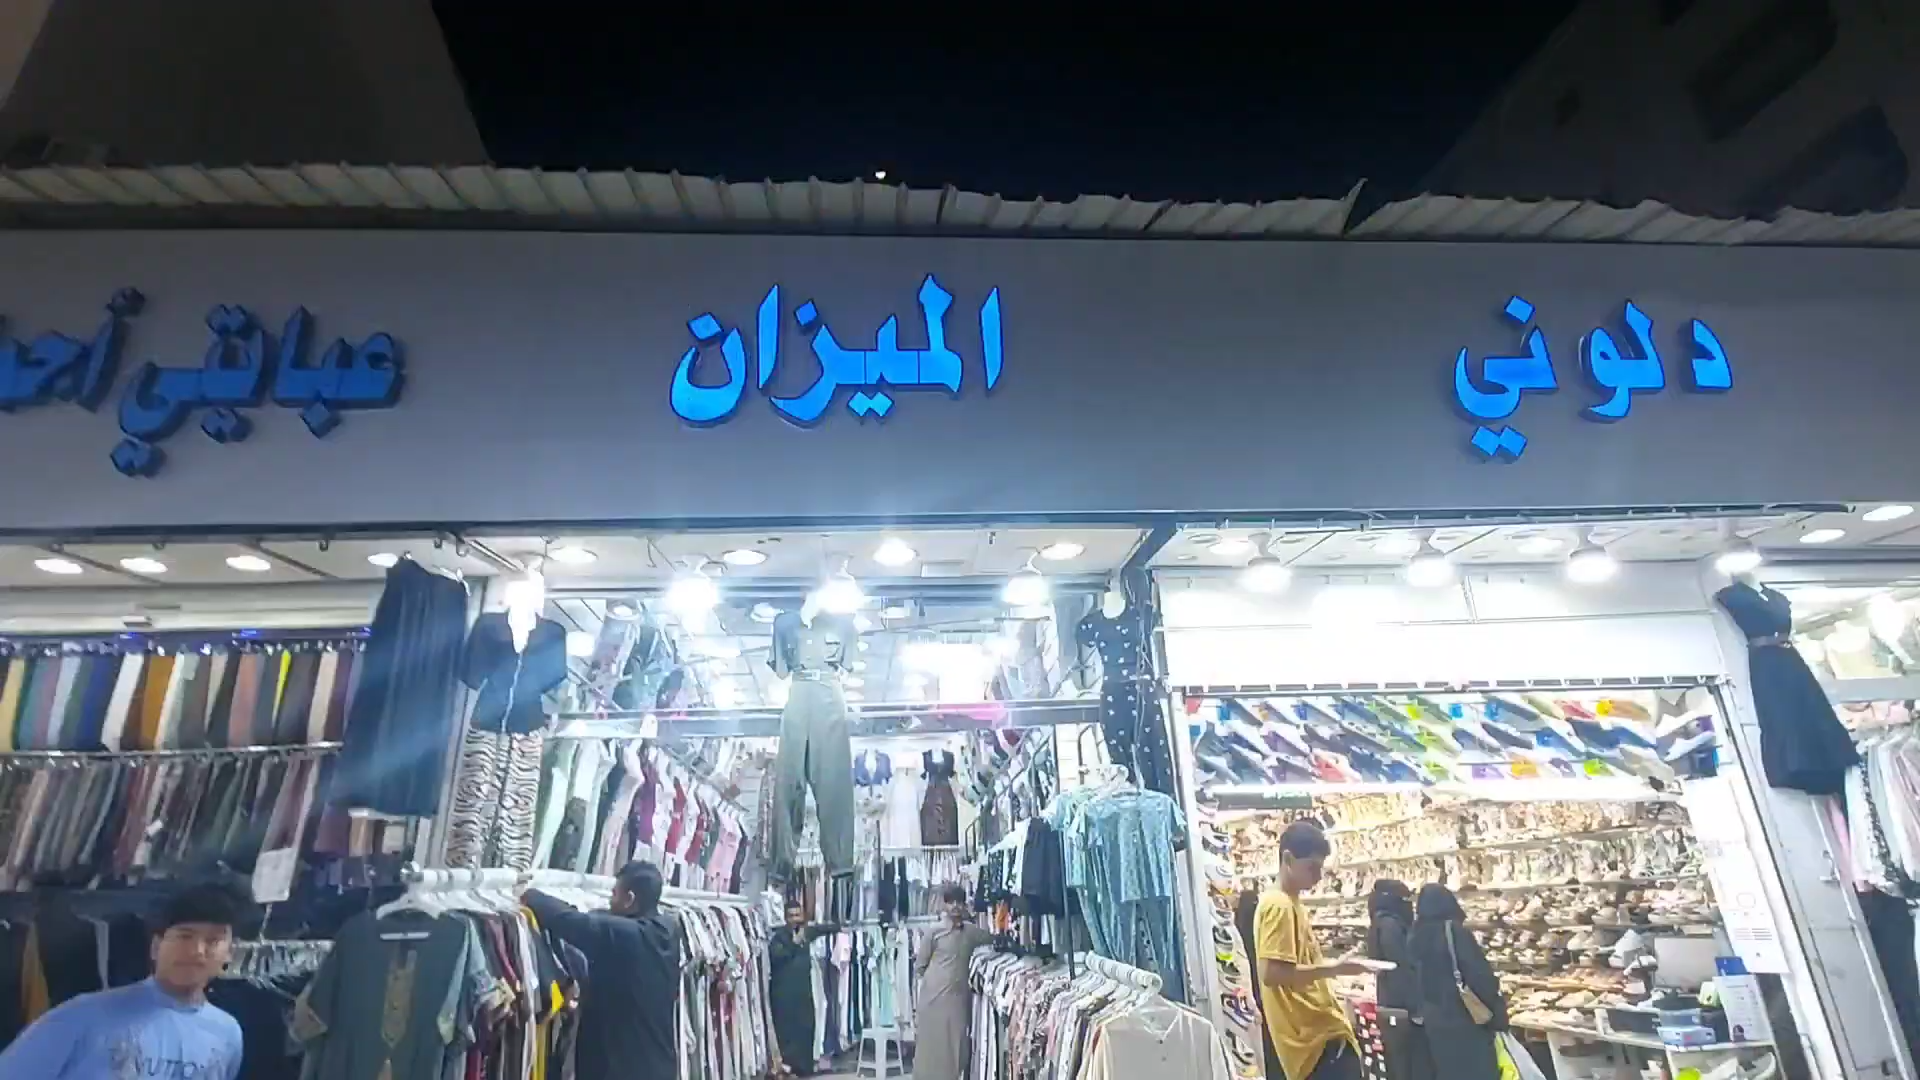 دلوني
الميزان
عباتي